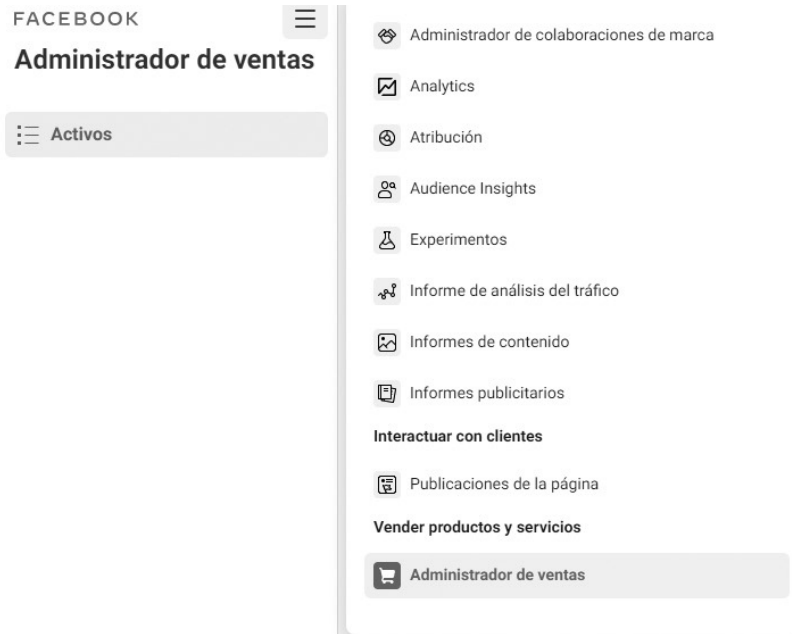 FACEBOOK
Administrador de ventas
Activos
Administrador de colaboraciones de marca
Analytics
Atribución
Audience Insights
Experimentos
Informe de análisis del tráfico
Informes de contenido
Informes publicitarios
Interactuar con clientes
Publicaciones de la página
Vender productos y servicios
Administrador de ventas